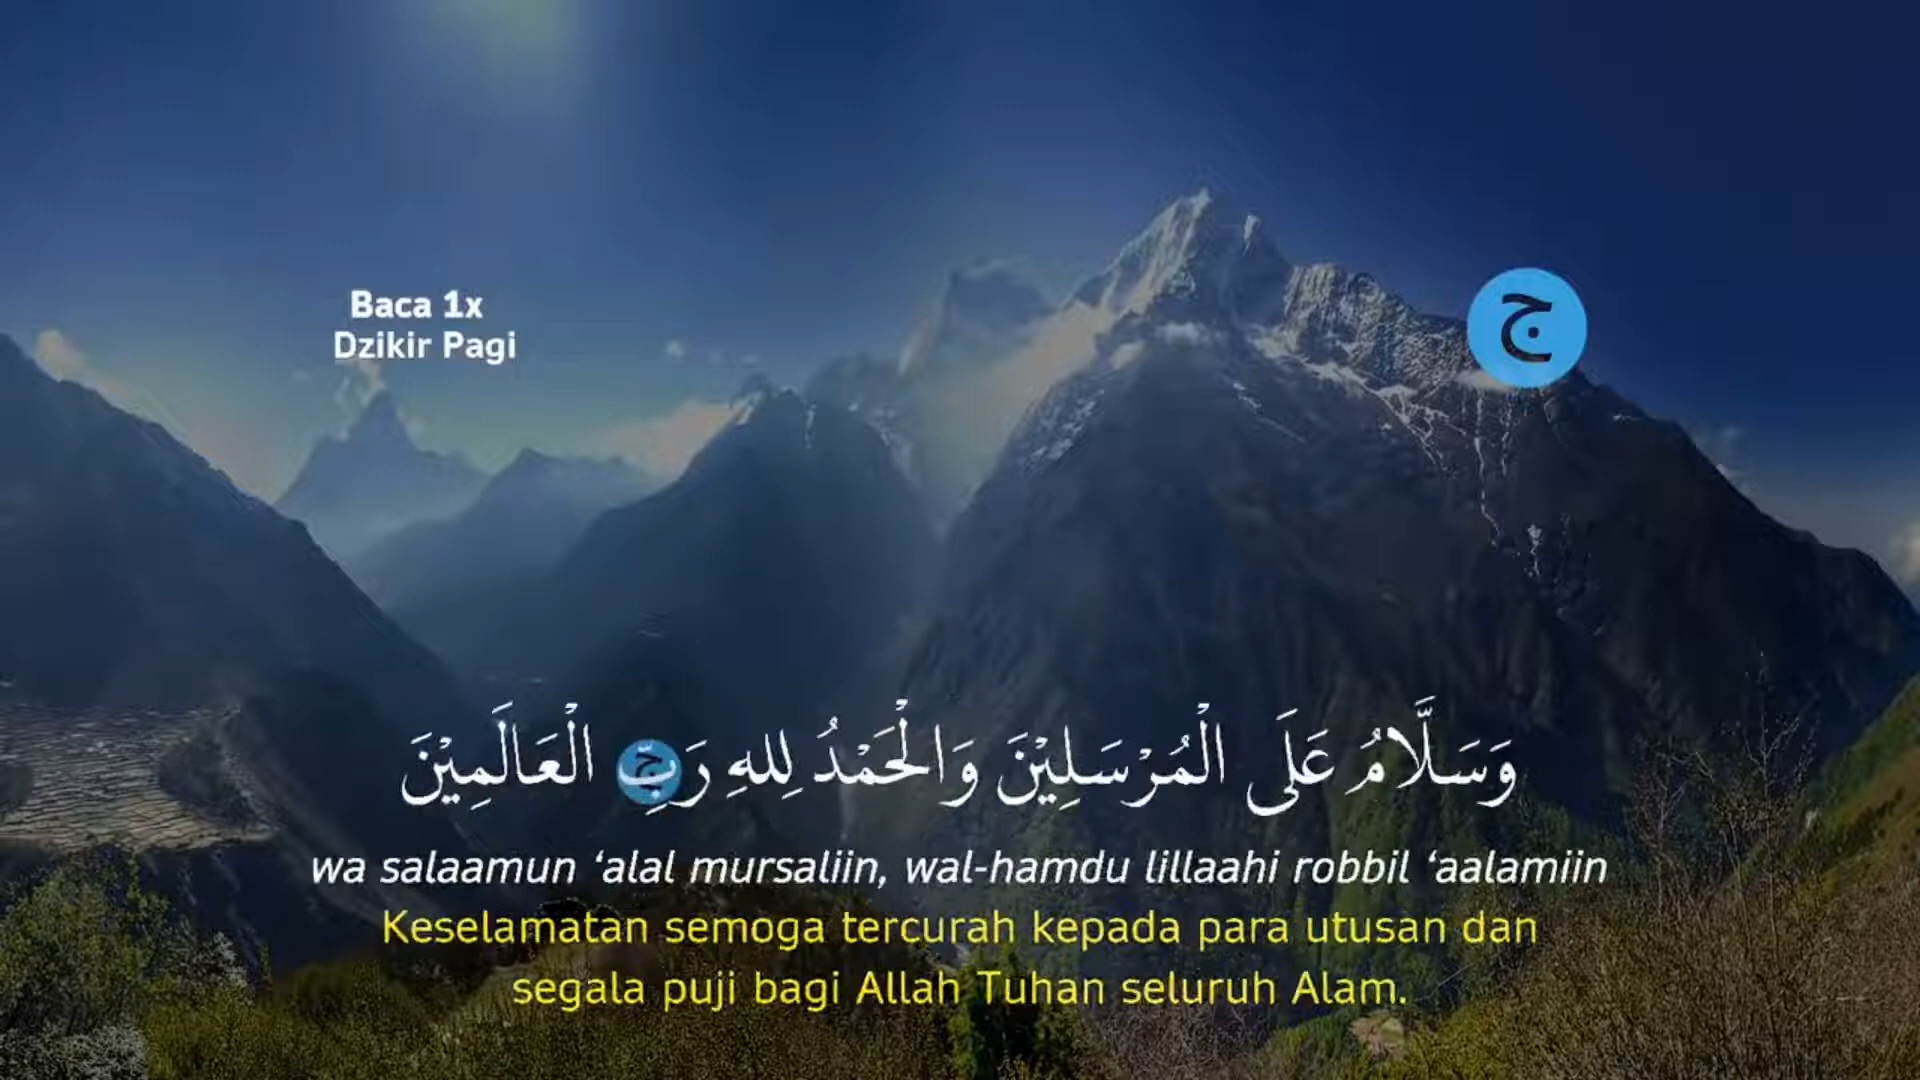 Baca 1x
Dzikir Pagi
ج
وَسَلَّامُ عَلَى الْمُرْسَلِيْنَ وَالْحَمْدُ لِلهِ رَبِّ الْعَالَمِيْنَ
ج
wa salaamun ‘alal mursaliin, wal-hamdu lillaahi robbil ‘aalamiin
Keselamatan semoga tercurah kepada para utusan dan
segala puji bagi Allah Tuhan seluruh Alam.